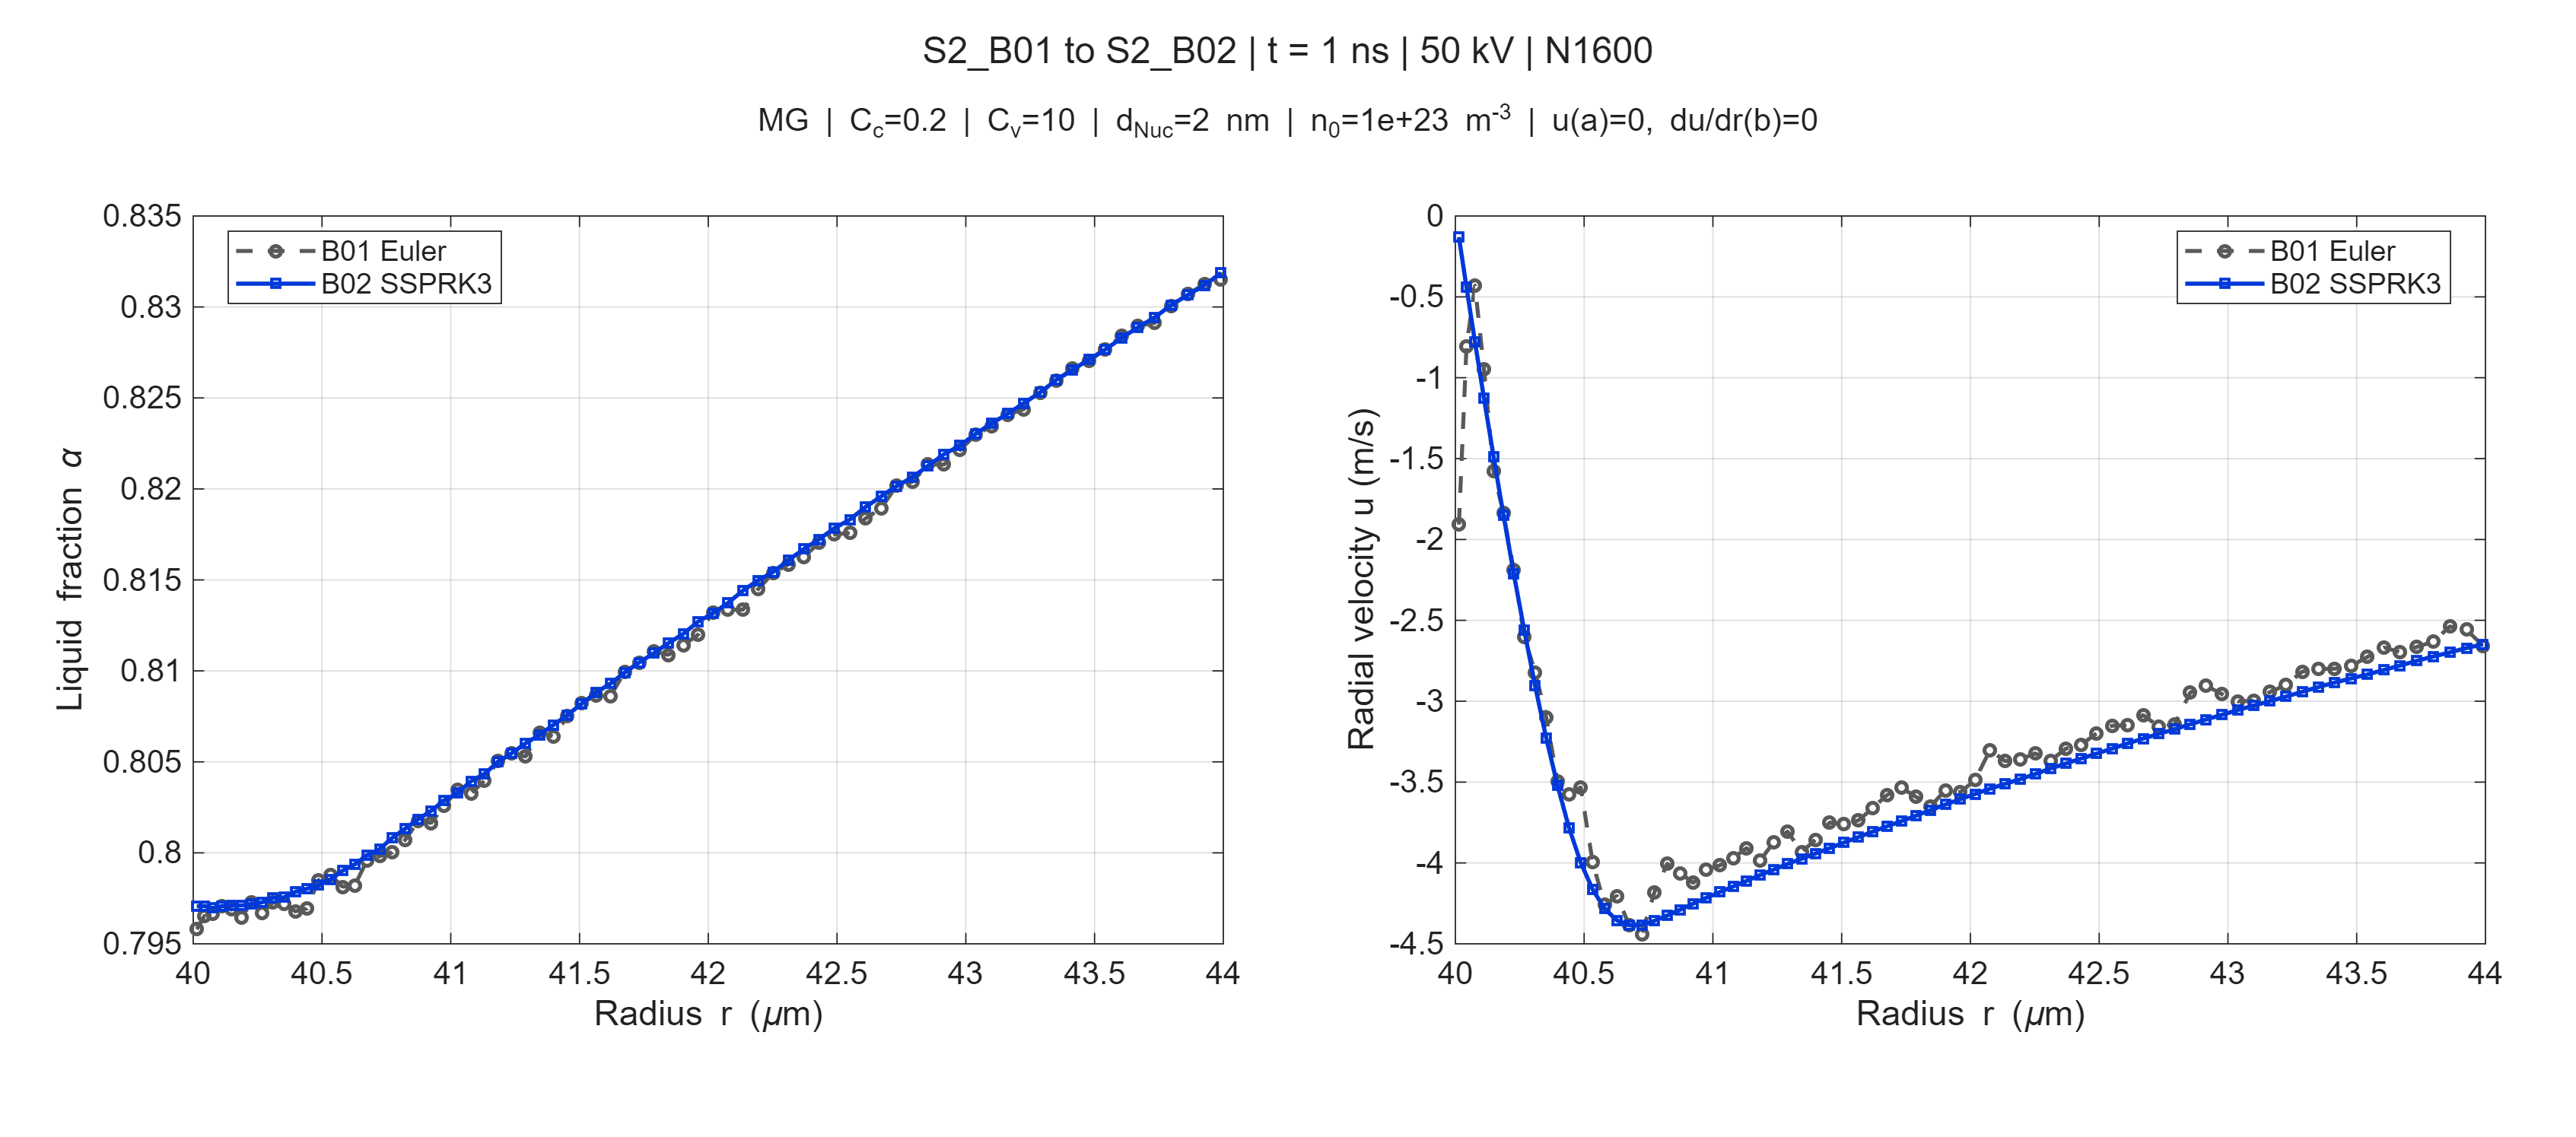 S2_B01 to S2_B02 | t = 1 ns | 50 kV | N1600
MG | C_c=0.2 | C_v=10 | d_Nuc=2 nm | n_0=1e+23 m^-3 | u(a)=0, du/dr(b)=0
B01 Euler
B02 SSPRK3
Liquid fraction α
0.835
0.83
0.825
0.82
0.815
0.81
0.805
0.8
0.795
40 40.5 41 41.5 42 42.5 43 43.5 44
Radius r (μm)
B01 Euler
B02 SSPRK3
Radial velocity u (m/s)
0
-0.5
-1
-1.5
-2
-2.5
-3
-3.5
-4
-4.5
40 40.5 41 41.5 42 42.5 43 43.5 44
Radius r (μm)